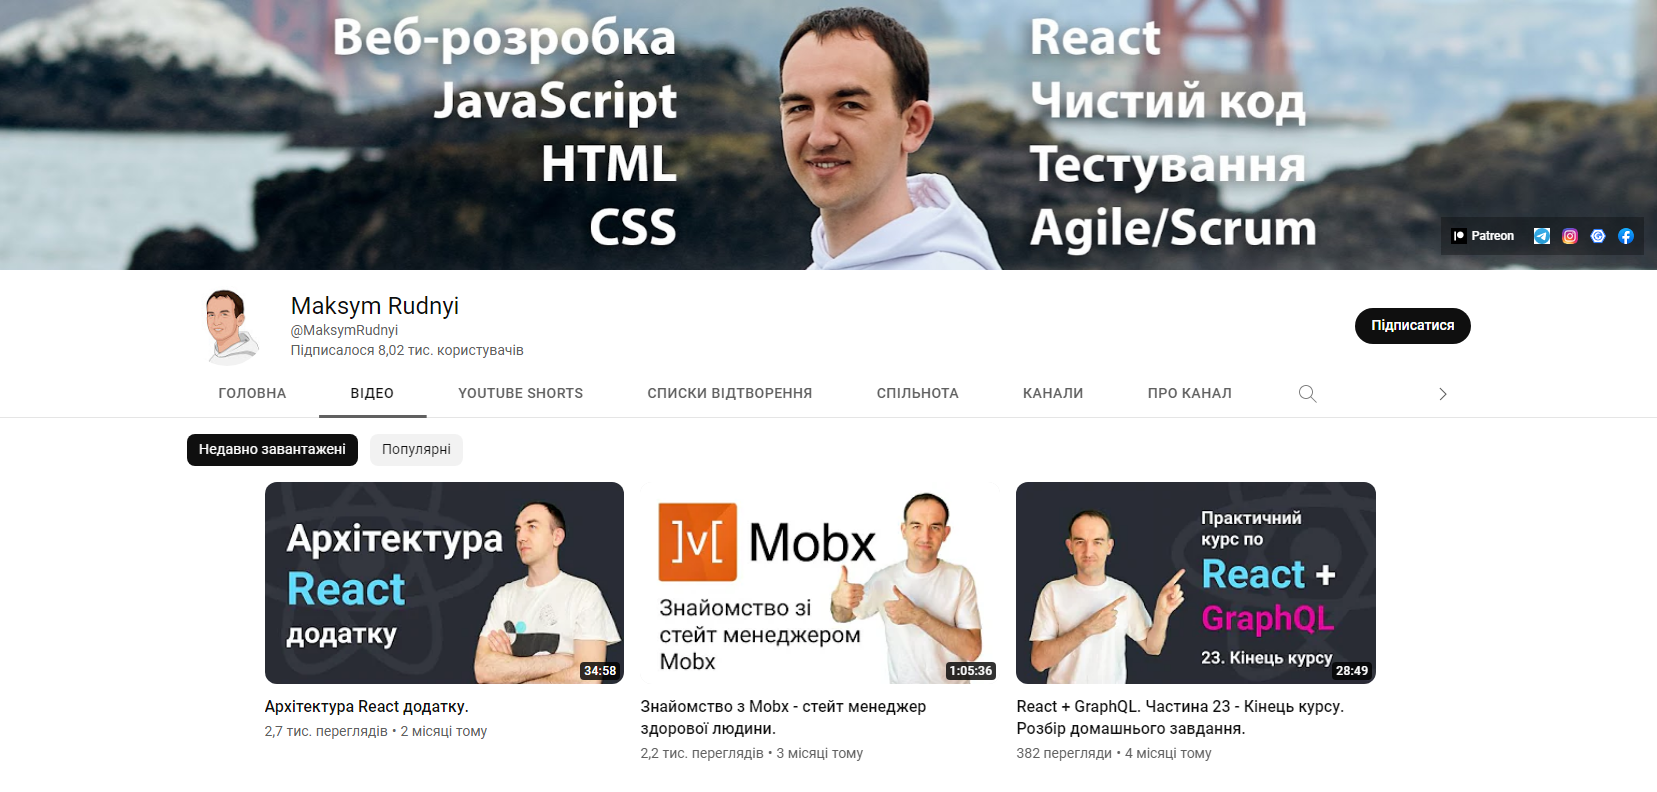 Веб-розробка
JavaScript
HTML
CSS
React
Чистий код
Тестування
Agile/Scrum
Patreon
Maksym Rudnyi
@MaksymRudnyi
Підписалося 8,02 тис. користувачів
Підписатися
ГОЛОВНА ВІДЕО YOUTUBE SHORTS СПИСКИ ВІДТВОРЕННЯ СПІЛЬНОТА КАНАЛИ ПРО КАНАЛ
Недавно завантажені Популярні
Архітектура
React
додатку
34:58
Архітектура React додатку.
2,7 тис. переглядів • 2 місяці тому
]v[ Mobx
Знайомство зі
стейт менеджером
Mobx
1:05:36
Знайомство з Mobx - стейт менеджер
здорової людини.
2,2 тис. переглядів • 3 місяці тому
Практичний
курс по
React +
GraphQL
23. Кінець курсу
28:49
React + GraphQL. Частина 23 - Кінець курсу.
Розбір домашнього завдання.
382 перегляди • 4 місяці тому